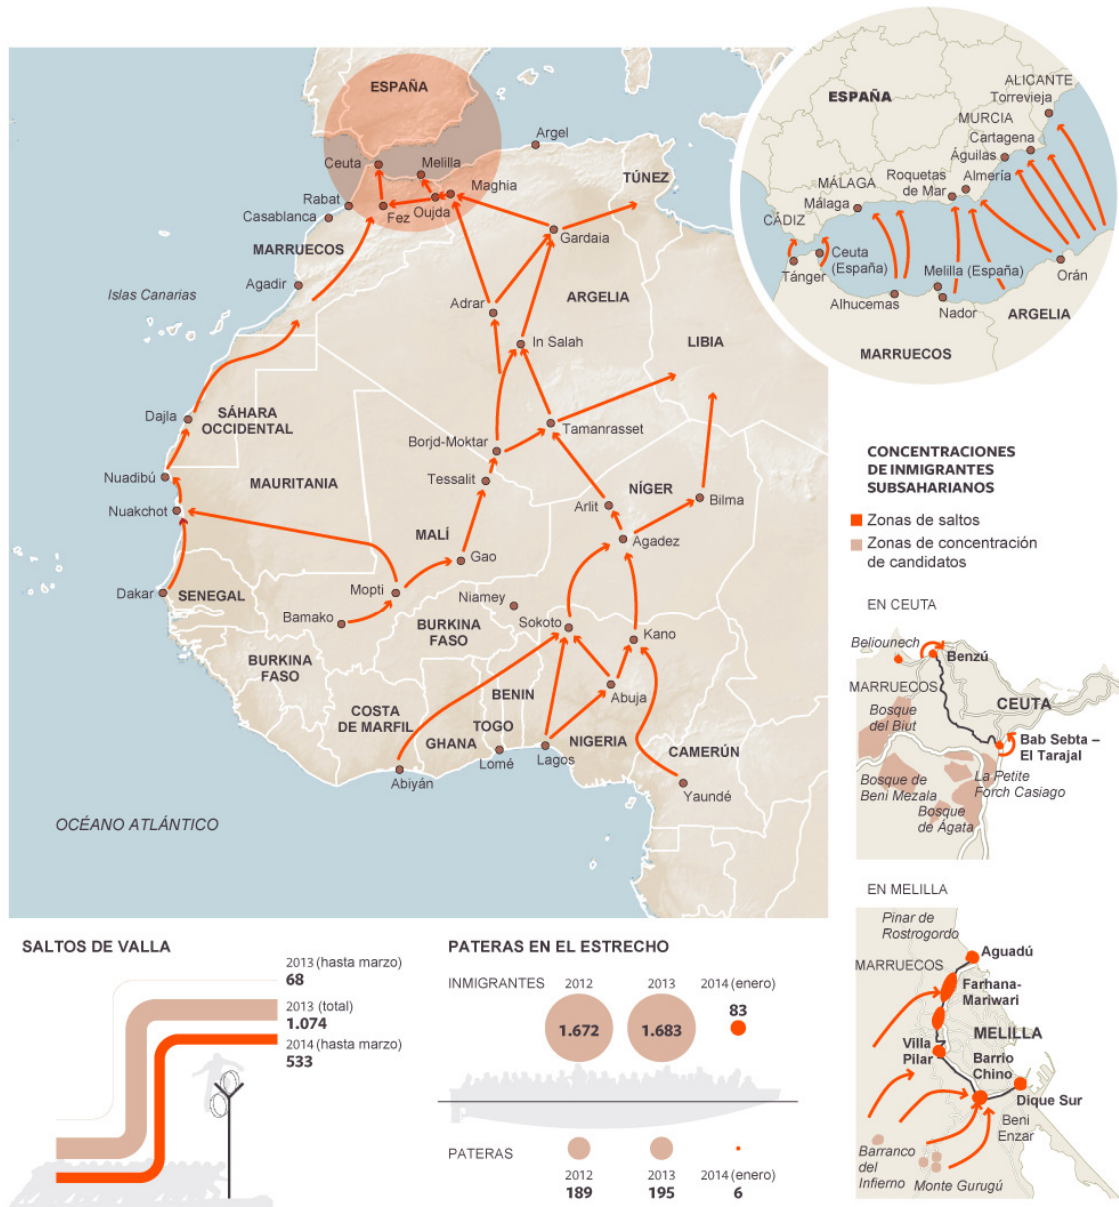 ESPAÑA
Ceuta
Melilla
Argel
Maghia
TÚNEZ
Rabat
Casablanca
Fez
Oujda
MARRUECOS
Gardaia
Agadir
Islas Canarias
Adrar
ARGELIA
In Salah
LIBIA
Dajla
SÁHARA
OCCIDENTAL
Tamanrasset
Borjd-Moktar
Nuadibú
MAURITANIA
Tessalit
NÍGER
Bilma
Nuakchot
Arlit
MALÍ
Agadez
Gao
Dakar
SENEGAL
Mopti
Niamey
Bamako
BURKINA
FASO
Sokoto
Kano
BURKINA
FASO
BENIN
Abuja
COSTA
DE MARFIL
TOGO
GHANA
NIGERIA
CAMERÚN
Lomé
Lagos
Abiyán
Yaundé
OCÉANO ATLÁNTICO
ALICANTE
Torrevieja
ESPAÑA
MURCIA
Cartagena
Águilas
Roquetas
de Mar
Almería
MÁLAGA
Málaga
CÁDIZ
Ceuta
(España)
Tánger
Melilla (España)
Orán
Alhucemas
Nador
ARGELIA
MARRUECOS
CONCENTRACIONES
DE INMIGRANTES
SUBSAHARIANOS
Zonas de saltos
Zonas de concentración
de candidatos
EN CEUTA
Beliounech
Benzú
MARRUECOS
CEUTA
Bosque
del Biut
Bab Sebta –
El Tarajal
Bosque de
Beni Mezala
La Petite
Forch Casiago
Bosque
de Ágata
EN MELILLA
Pinar de
Rostrogordo
Aguadú
MARRUECOS
Farhana-
Mariwari
MELILLA
Villa
Pilar
Barrio
Chino
Dique Sur
Beni
Enzar
Barranco
del
Infierno
Monte Gurugú
SALTOS DE VALLA
2013 (hasta marzo)
68
2013 (total)
1.074
2014 (hasta marzo)
533
PATERAS EN EL ESTRECHO
INMIGRANTES
2012
2013
2014 (enero)
1.672
1.683
83
PATERAS
2012
2013
2014 (enero)
189
195
6